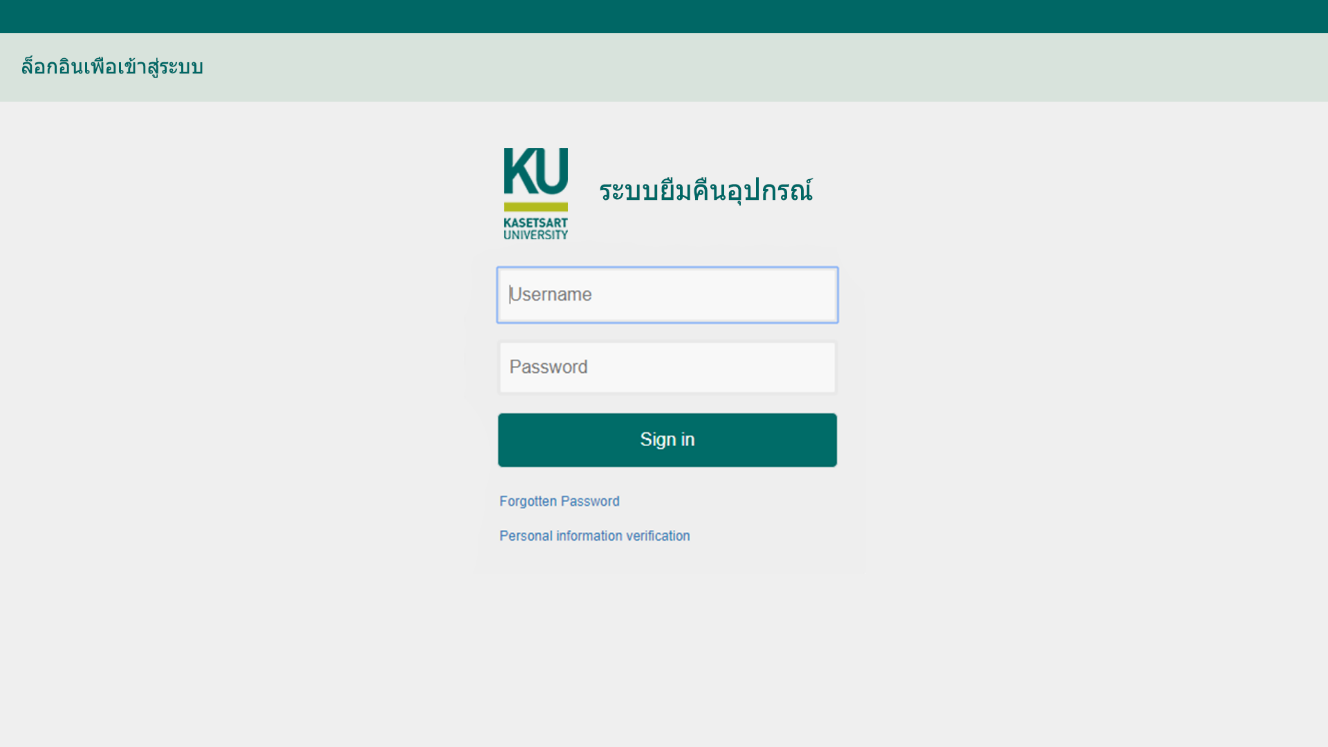 ล็อกอินเพื่อเข้าสู่ระบบ
KU
KASETSART
UNIVERSITY
ระบบยืมคืนอุปกรณ์
Username
Password
Sign in
Forgotten Password
Personal information verification